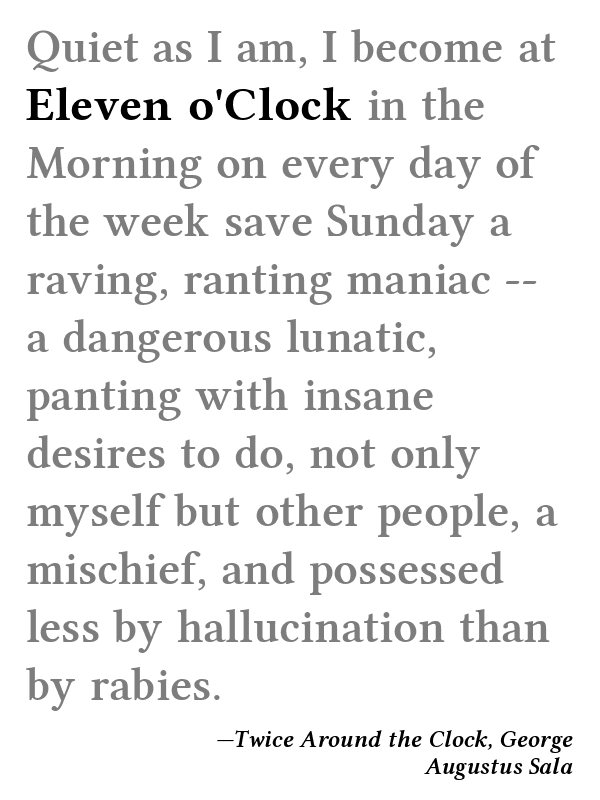 Quiet as I am, I become at
Eleven o'Clock in the
Morning on every day of
the week save Sunday a
raving, ranting maniac --
a dangerous lunatic,
panting with insane
desires to do, not only
myself but other people, a
mischief, and possessed
less by hallucination than
by rabies.
—Twice Around the Clock, George
Augustus Sala